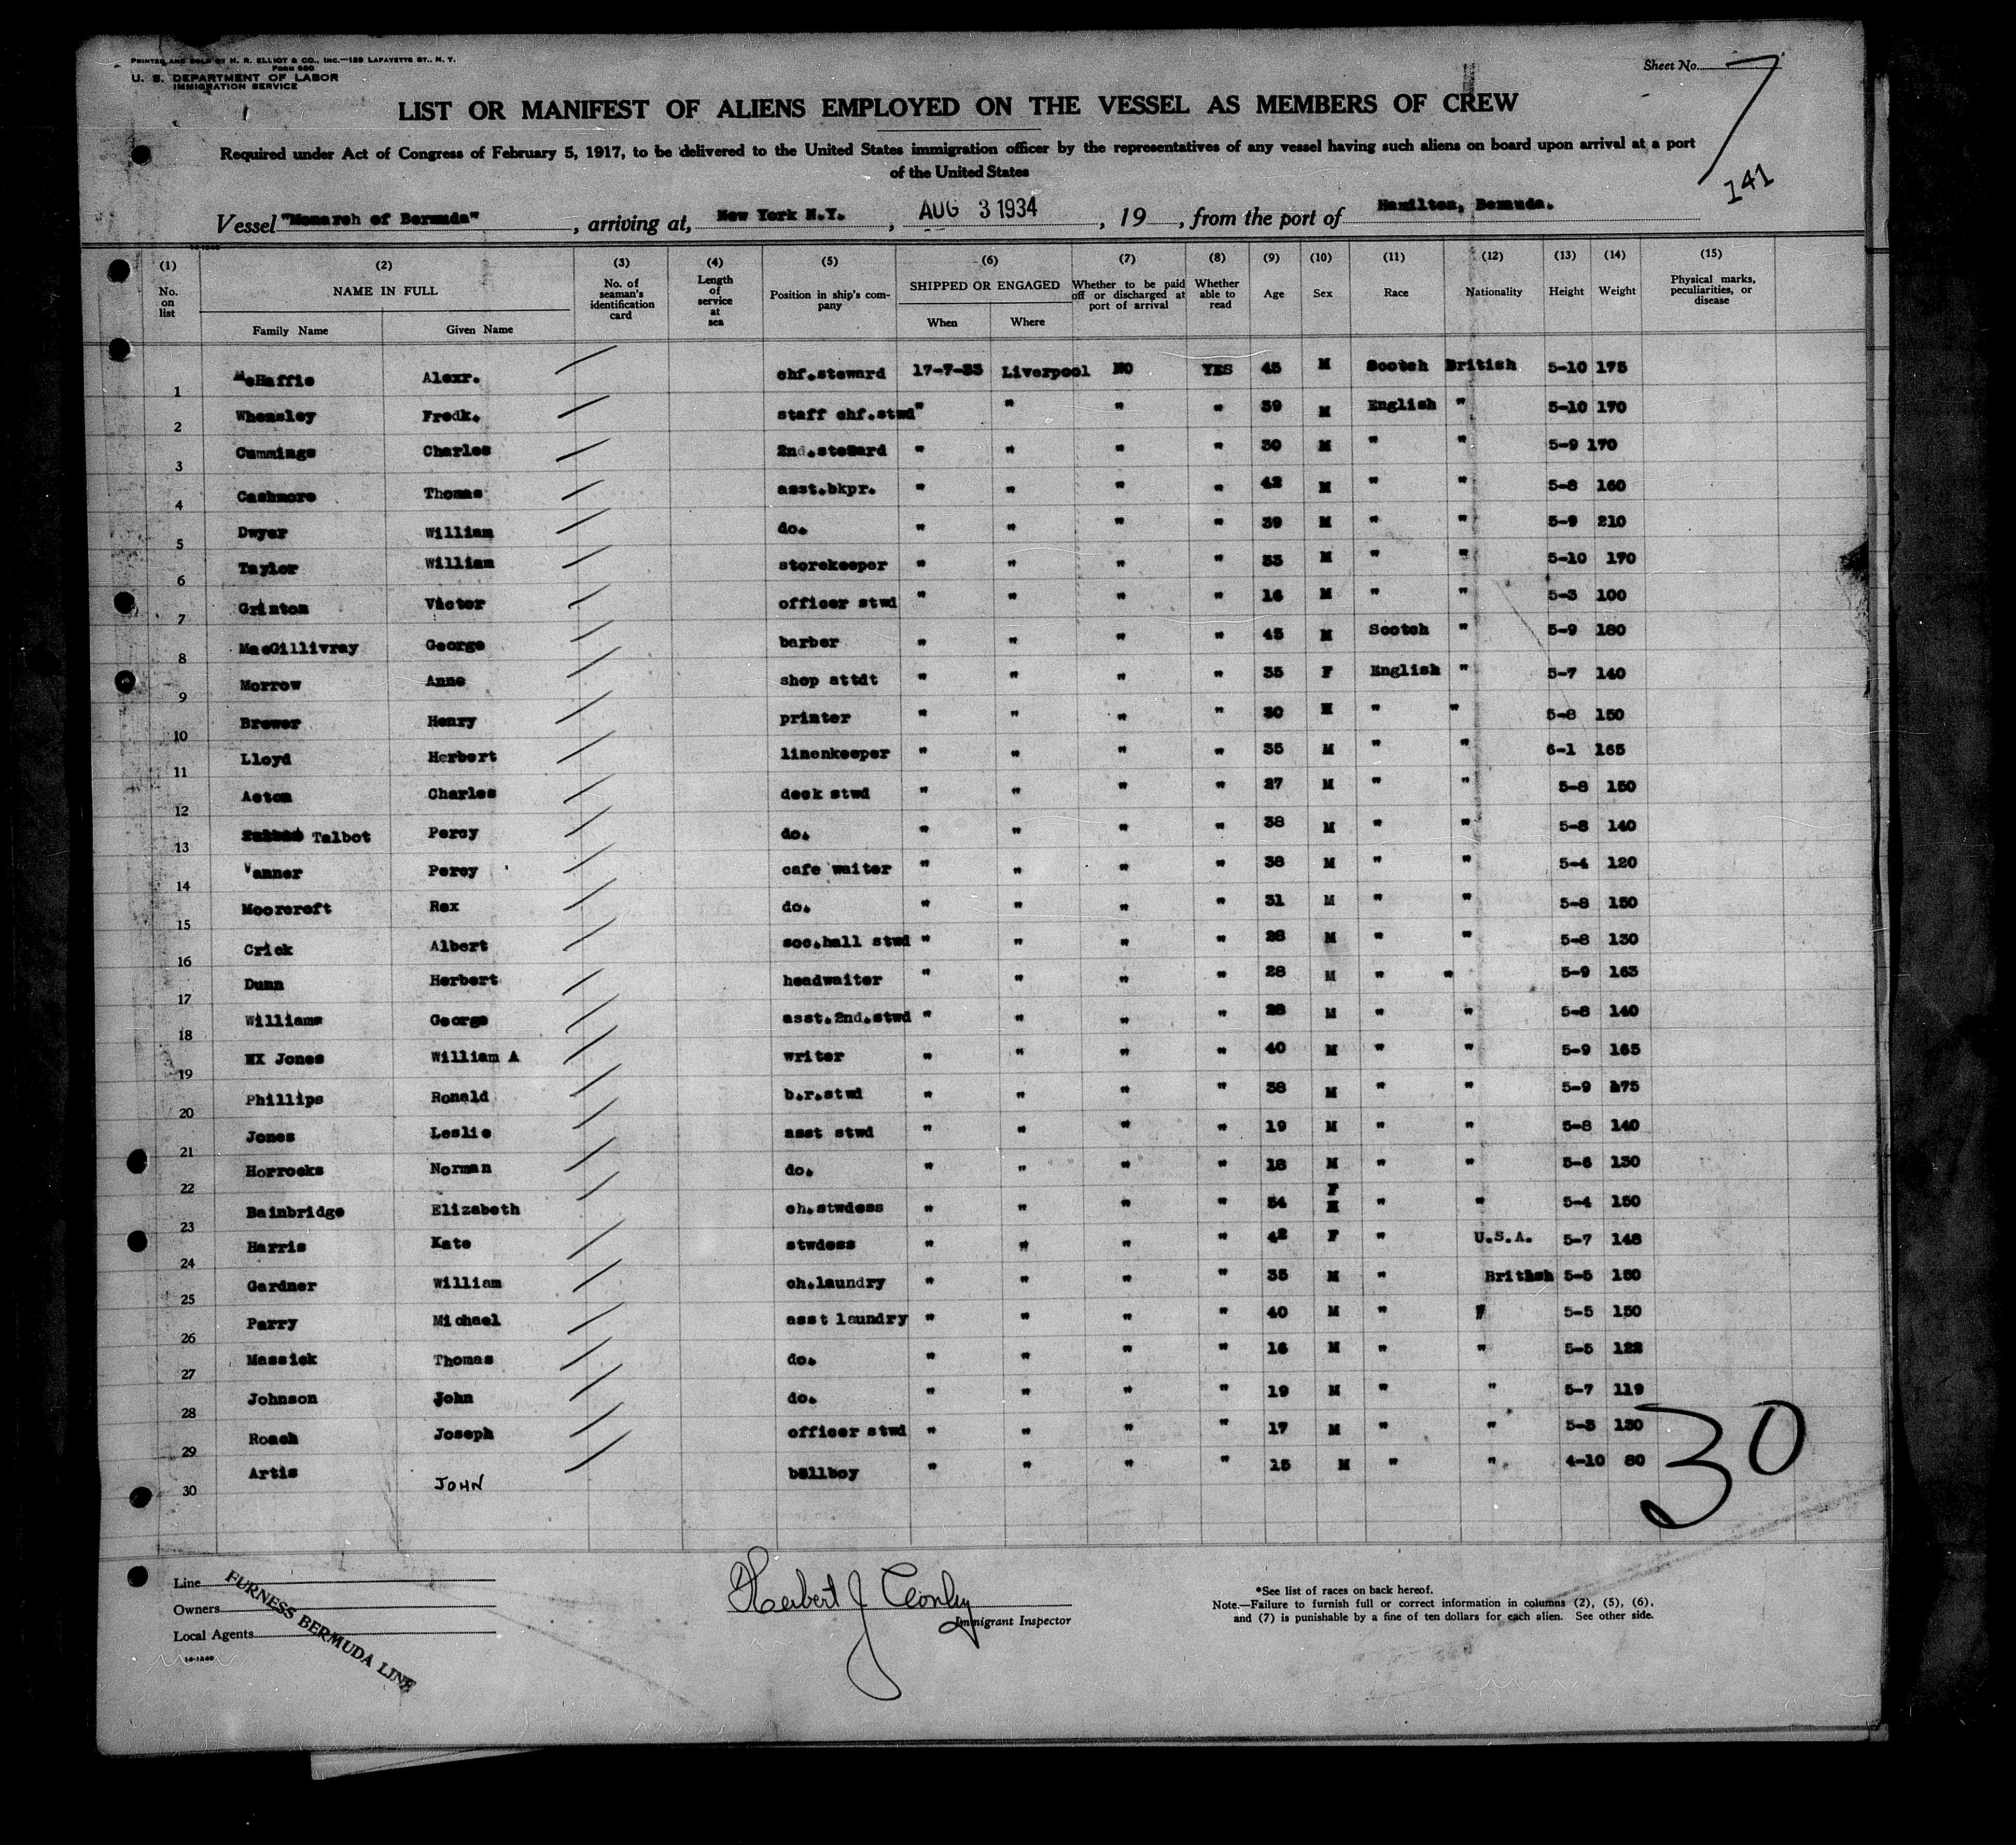 PRINTED AND SOLD BY H. R. ELLIOT & CO., INC.—129 LAFAYETTE ST., N. Y.
FORM 680
U. S. DEPARTMENT OF LABOR
IMMIGRATION SERVICE
Sheet No. 7
LIST OR MANIFEST OF ALIENS EMPLOYED ON THE VESSEL AS MEMBERS OF CREW
Required under Act of Congress of February 5, 1917, to be delivered to the United States immigration officer by the representatives of any vessel having such aliens on board upon arrival at a port
of the United States
141
Vessel "Monarch of Bermuda", arriving at, New York N.Y., AUG 3 1934, 19, from the port of Hamilton, Bemuda.
14-1240
(1) (2) (3) (4) (5) (6) (7) (8) (9) (10) (11) (12) (13) (14) (15)
No. on list NAME IN FULL Family Name Given Name No. of seaman's identification card Length of service at sea Position in ship's company SHIPPED OR ENGAGED When Where Whether to be paid off or discharged at port of arrival Whether able to read Age Sex Race Nationality Height Weight Physical marks, peculiarities, or disease
1 McHaffie Alexr. chf.steward 17-7-33 Liverpool NO YES 45 M Scotch British 5-10 175
2 Whomsley Fredk. staff chf.stwd " " " " 39 M English " 5-10 170
3 Cummings Charles 2nd.steward " " " " 30 M " " 5-9 170
4 Cashmore Thomas asst.bkpr. " " " " 42 M " " 5-8 160
5 Dwyer William do. " " " " 39 M " " 5-9 210
6 Taylor William storekeeper " " " " 33 M " " 5-10 170
7 Grinton Victor officer stwd " " " " 16 M " " 5-3 100
8 MacGillivray George barber " " " " 45 M Scotch " 5-9 180
9 Morrow Anne shop attdt " " " " 35 F English " 5-7 140
10 Brewer Henry printer " " " " 30 M " " 5-8 150
11 Lloyd Herbert linenkeeper " " " " 35 M " " 6-1 165
12 Acton Charles deck stwd " " " " 27 M " " 5-8 150
13 Talbot Percy do. " " " " 38 M " " 5-8 140
14 Vanner Percy cafe waiter " " " " 38 M " " 5-4 120
15 Moorcroft Rex do. " " " " 31 M " " 5-8 150
16 Crick Albert soc.hall stwd " " " " 28 M " " 5-8 130
17 Dunn Herbert headwaiter " " " " 28 M " " 5-9 163
18 Williams George asst.2nd.stwd " " " " 28 M " " 5-8 140
19 Jones William A writer " " " " 40 M " " 5-9 165
20 Phillips Ronald b.r.stwd " " " " 38 M " " 5-9 175
21 Jones Leslie asst stwd " " " " 19 M " " 5-8 140
22 Horrocks Norman do. " " " " 18 M " " 5-6 130
23 Bainbridge Elizabeth ch.stwdess " " " " 54 F " " 5-4 150
24 Harris Kate stwdess " " " " 42 F " U.S.A. 5-7 148
25 Gardner William ch.laundry " " " " 35 M " British 5-5 150
26 Parry Michael asst laundry " " " " 40 M " " 5-5 150
27 Massick Thomas do. " " " " 16 M " " 5-5 122
28 Johnson John do. " " " " 19 M " " 5-7 119
29 Roach Joseph officer stwd " " " " 17 M " " 5-3 130
30 Artis JOHN bellboy " " " " 15 M " " 4-10 80
30
Line
Owners
Local Agents
FURNESS BERMUDA LINE
14-1240
Herbert J
Immigrant Inspector
*See list of races on back hereof.
Note.—Failure to furnish full or correct information in columns (2), (5), (6),
and (7) is punishable by a fine of ten dollars for each alien. See other side.